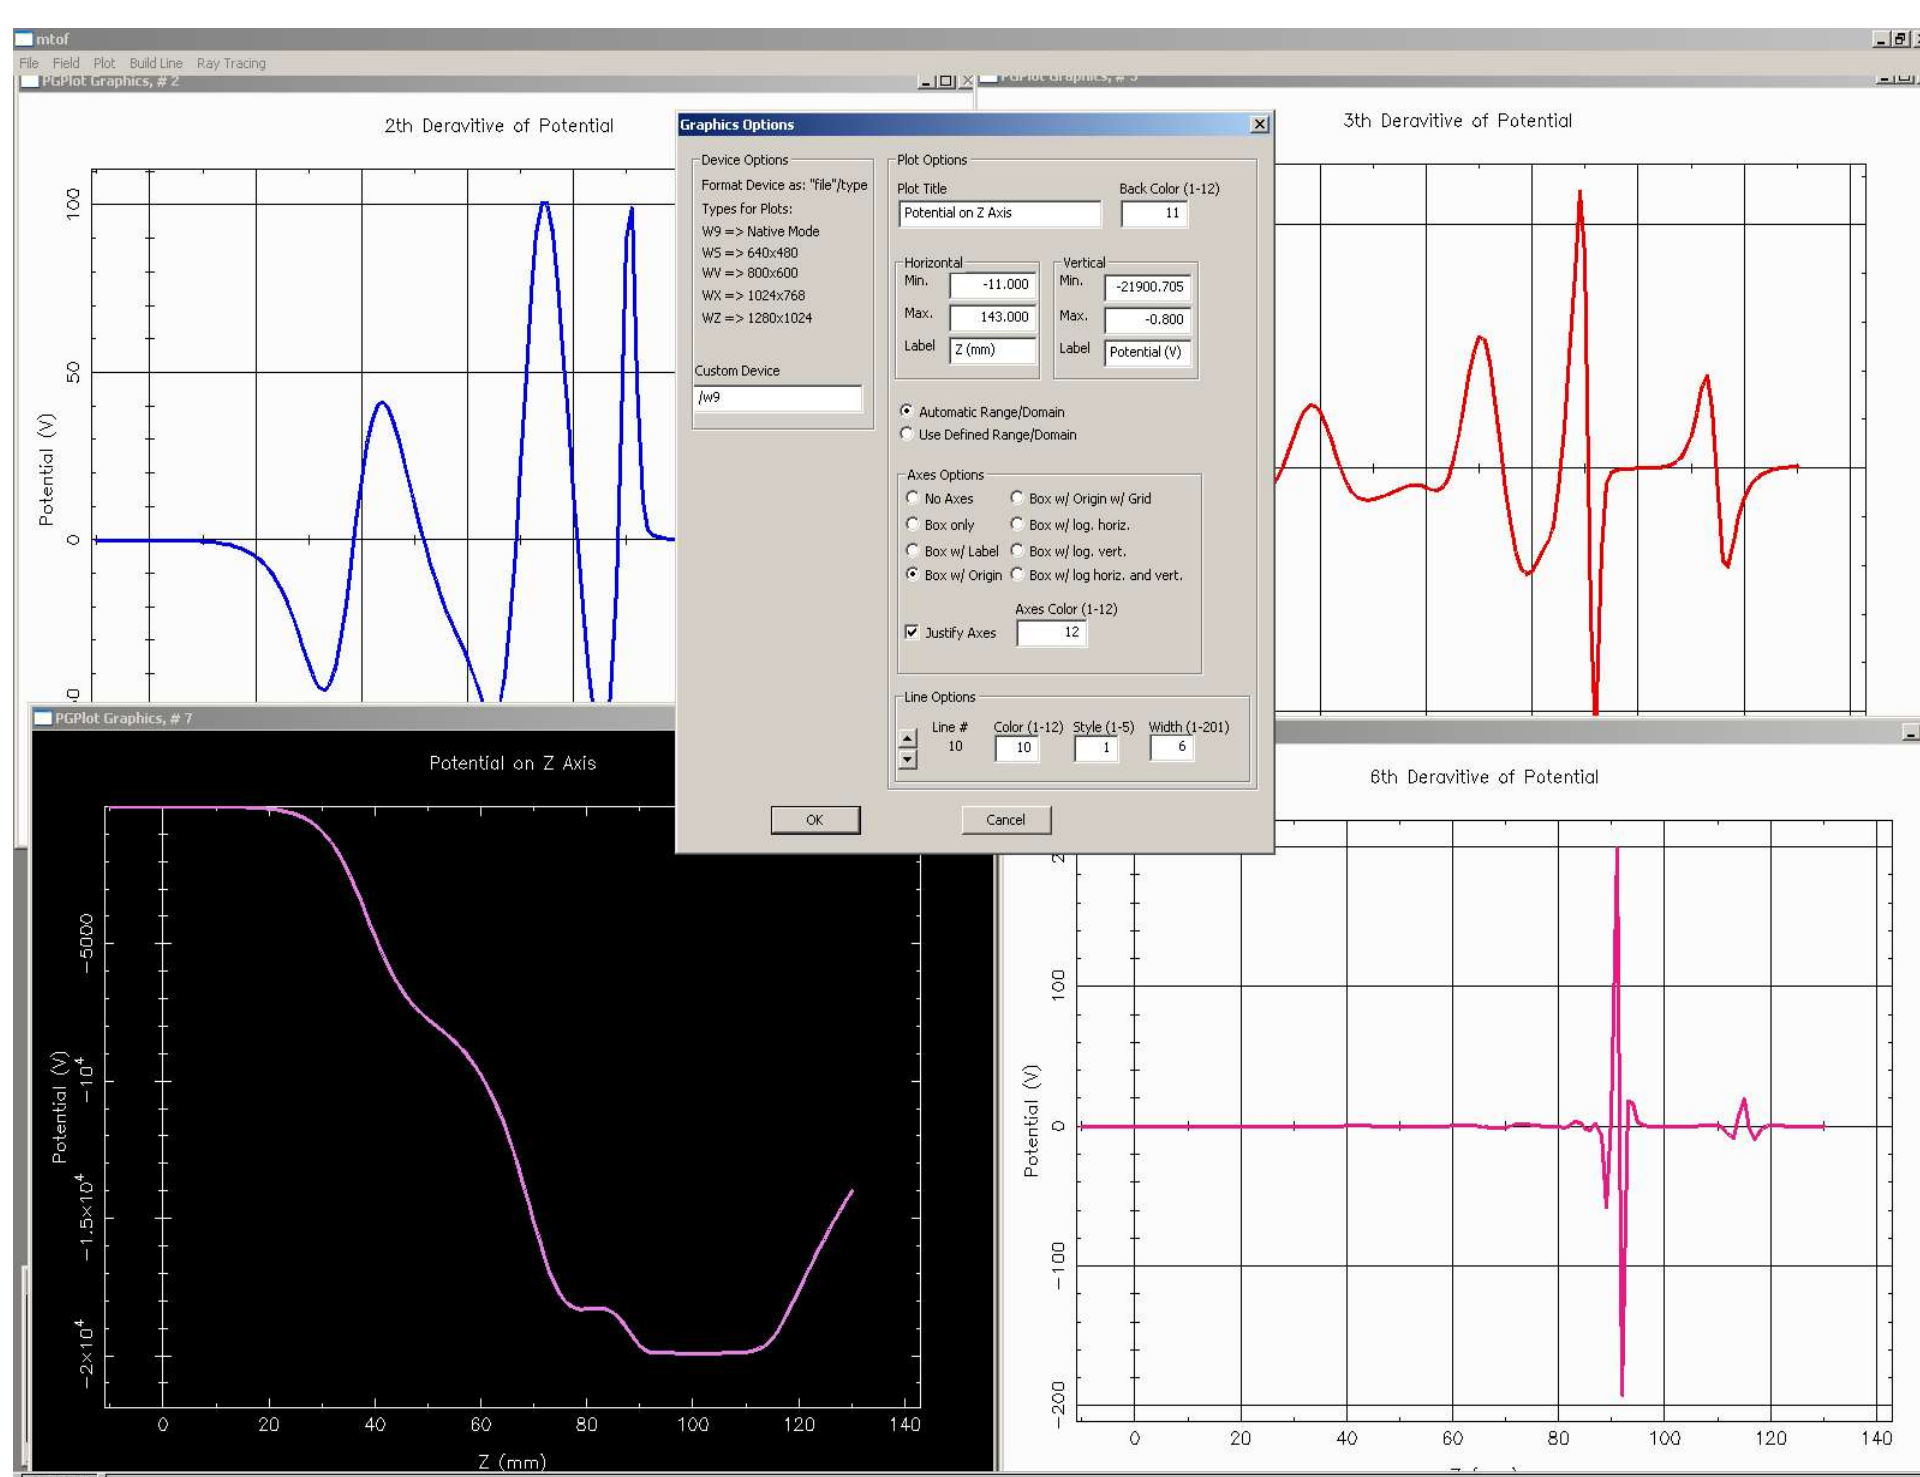 mtof
File Field Plot Build Line Ray Tracing
PGPlot Graphics, # 2
2th Deravitive of Potential
100
50
0
Potential (V)
3th Deravitive of Potential
Graphics Options
Device Options
Format Device as: "file"/type
Types for Plots:
W9 => Native Mode
WS => 640x480
WV => 800x600
WX => 1024x768
WZ => 1280x1024
Custom Device
/w9
Plot Options
Plot Title
Back Color (1-12)
Potential on Z Axis
11
Horizontal
Min. -11.000
Max. 143.000
Label Z (mm)
Vertical
Min. -21900.705
Max. -0.800
Label Potential (V)
Automatic Range/Domain
Use Defined Range/Domain
Axes Options
No Axes Box w/ Origin w/ Grid
Box only Box w/ log. horiz.
Box w/ Label Box w/ log. vert.
Box w/ Origin Box w/ log horiz. and vert.
Axes Color (1-12)
Justify Axes 12
Line Options
Line # Color (1-12) Style (1-5) Width (1-201)
10 10 1 6
OK Cancel
PGPlot Graphics, # 7
Potential on Z Axis
−5000
−10⁴
−1.5×10⁴
−2×10⁴
Potential (V)
0 20 40 60 80 100 120 140
Z (mm)
6th Deravitive of Potential
100
0
−100
−200
Potential (V)
0 20 40 60 80 100 120 140